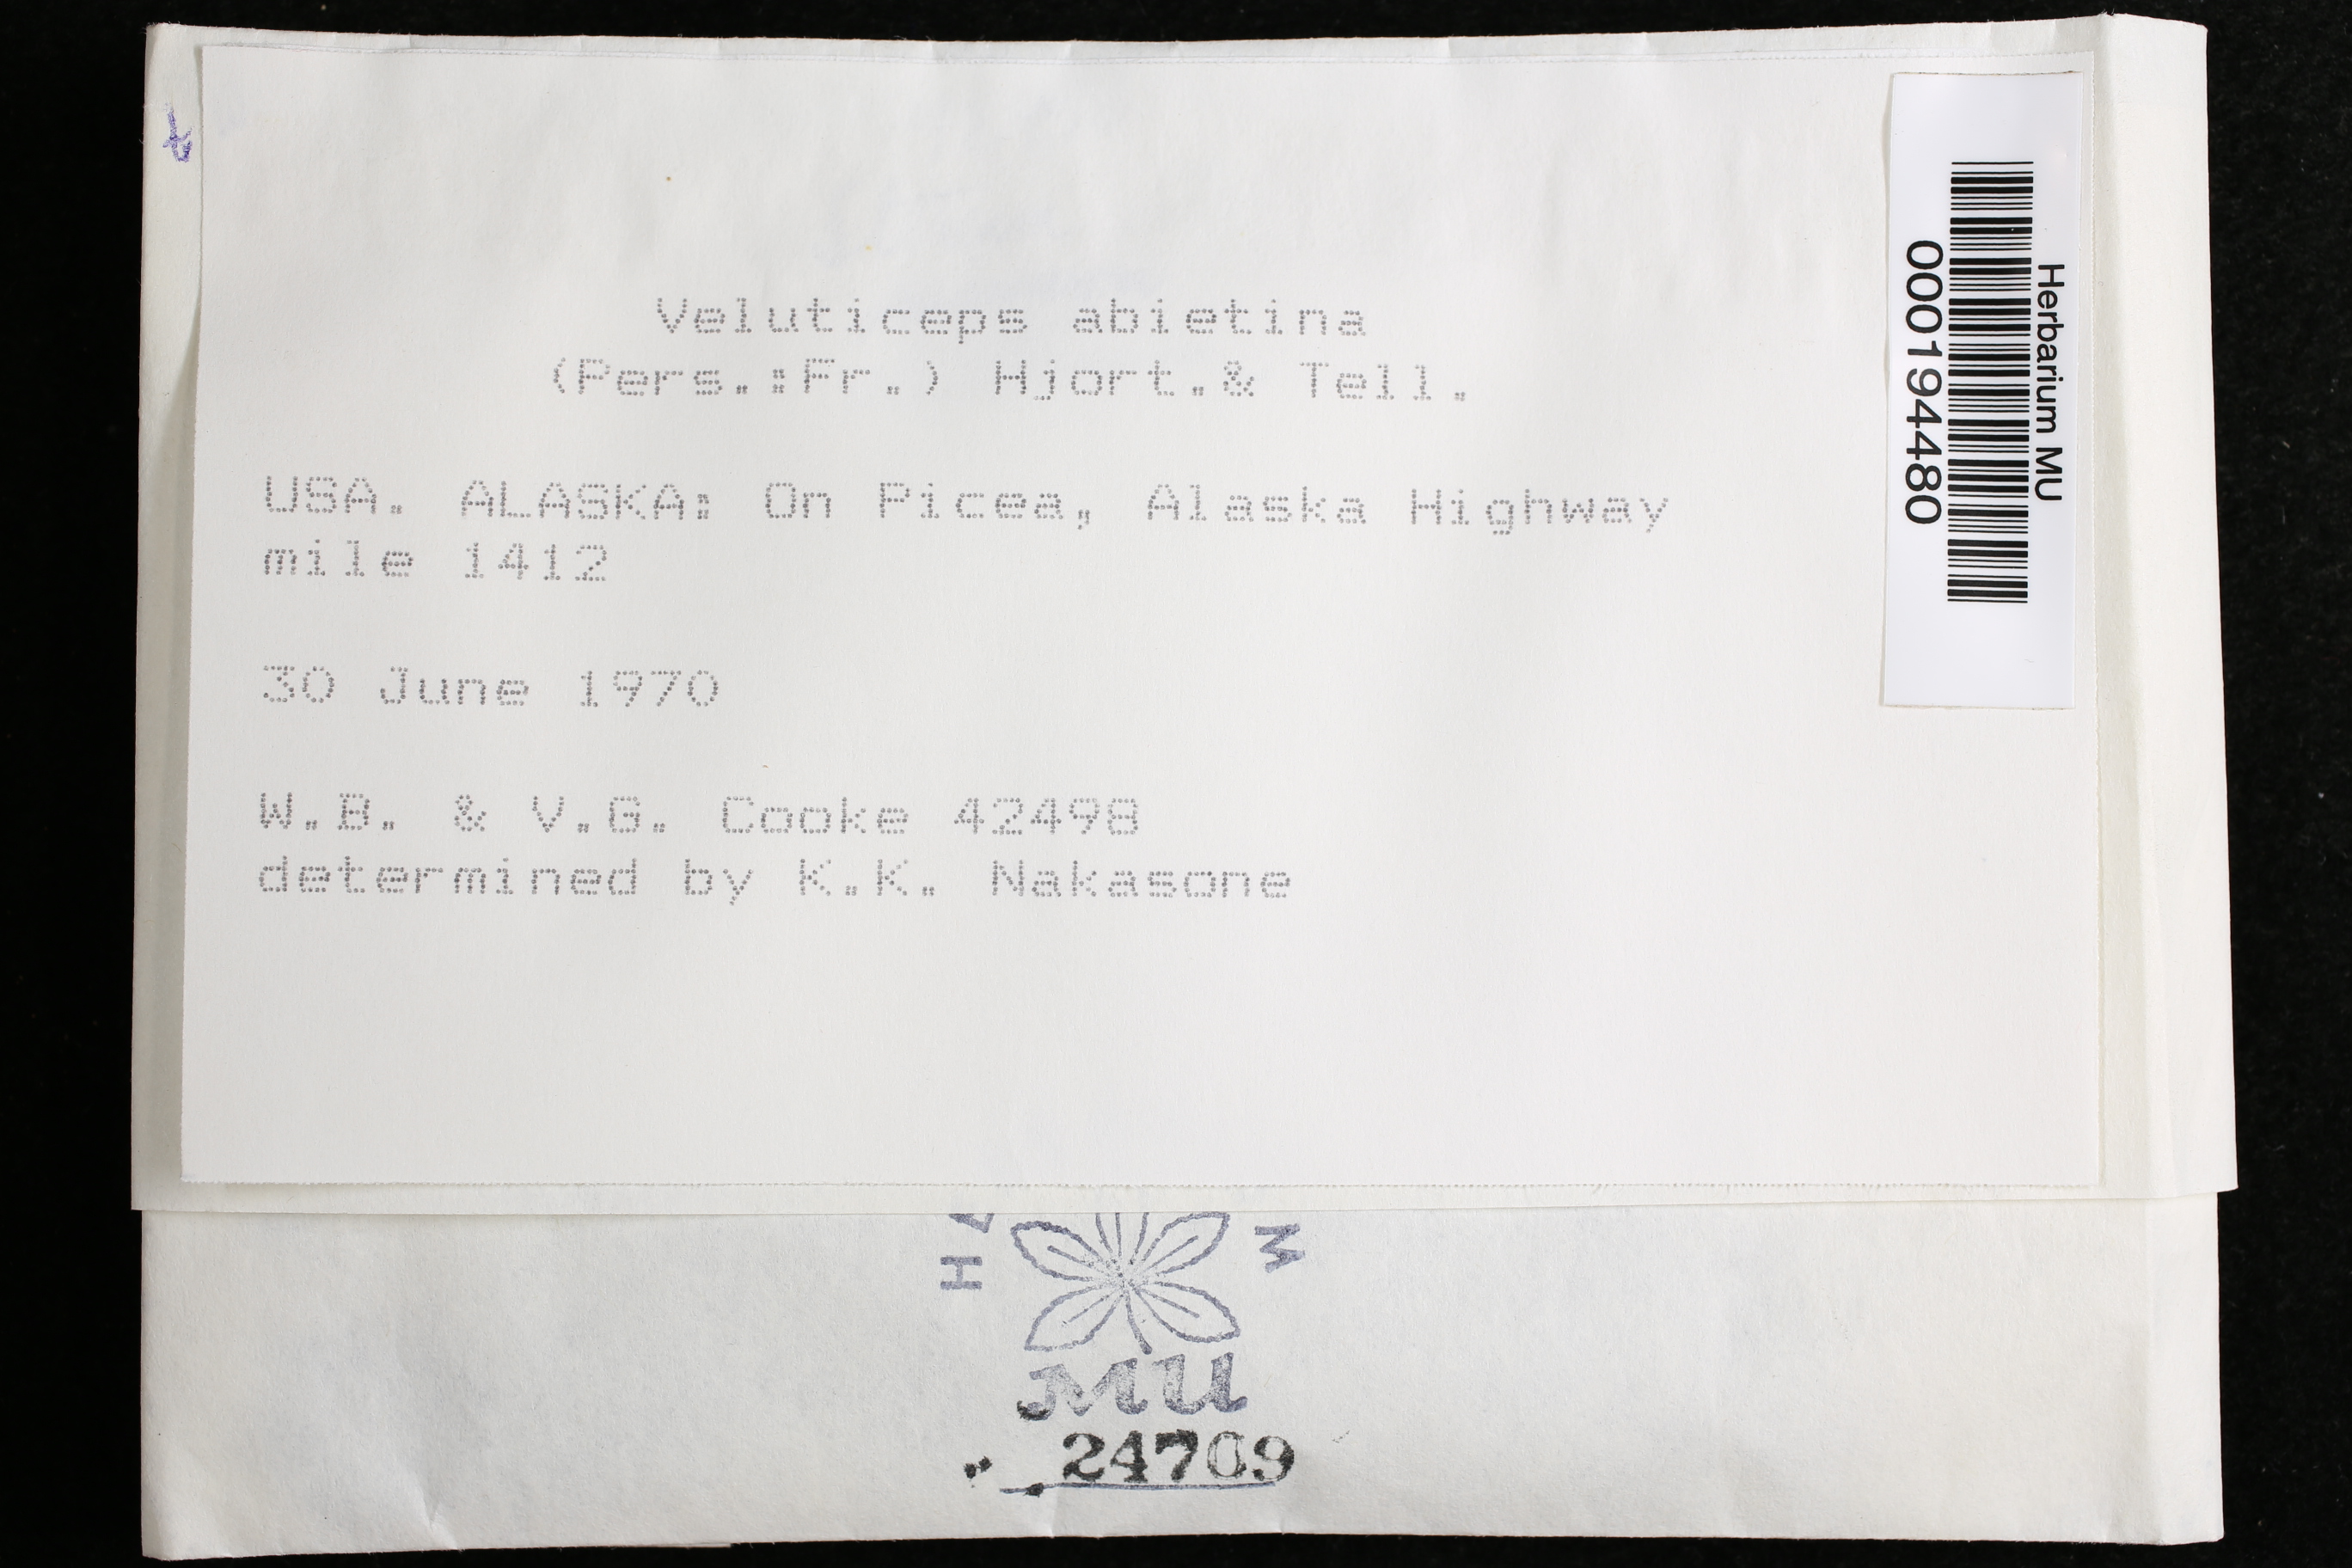 Veluticeps abietina
(Pers.:Fr.) Hjort.& Tell.
USA. ALASKA: On Picea, Alaska Highway
mile 1412
30 June 1970
W.B. & V.G. Cooke 42498
determined by K.K. Nakasone
Herbarium MU
000194480
MU
24709